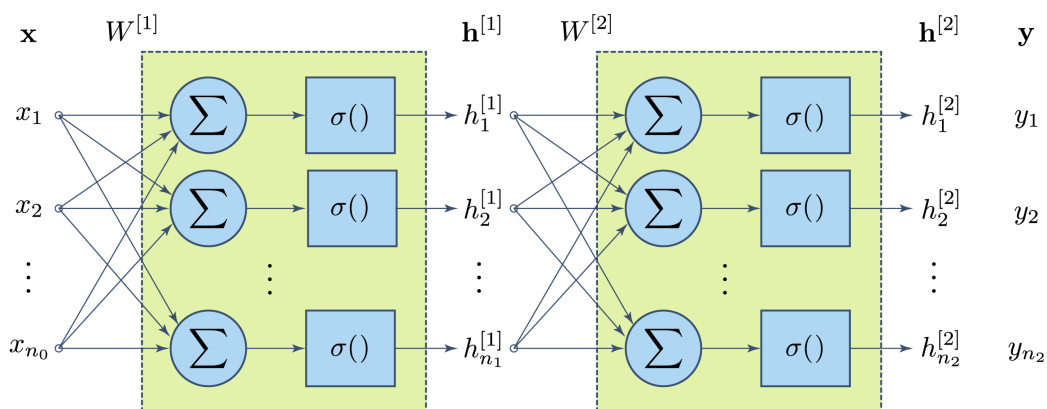 x W^{[1]} h^{[1]} W^{[2]} h^{[2]} y
x_1 ∑ σ() h_1^{[1]} ∑ σ() h_1^{[2]} y_1
x_2 ∑ σ() h_2^{[1]} ∑ σ() h_2^{[2]} y_2
⋮ ⋮ ⋮ ⋮ ⋮
x_{n_0} ∑ σ() h_{n_1}^{[1]} ∑ σ() h_{n_2}^{[2]} y_{n_2}